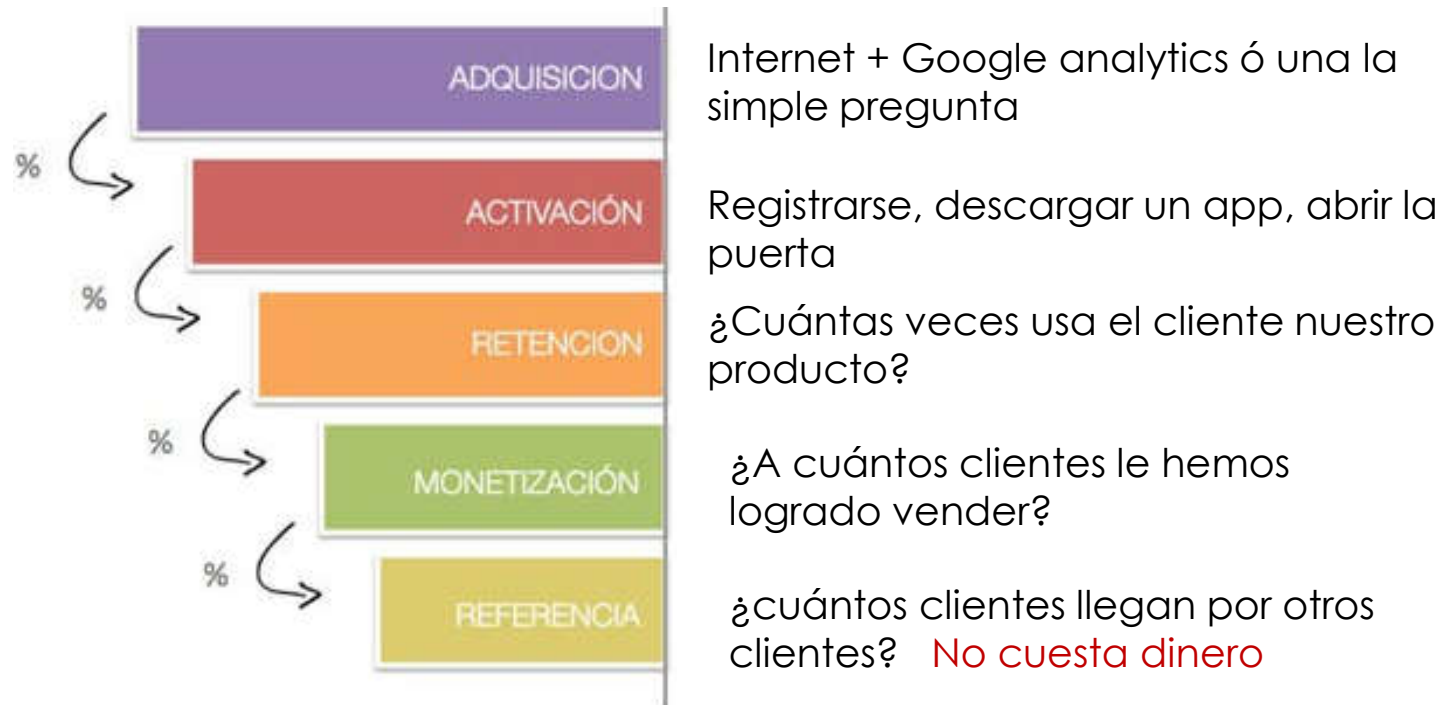 ADQUISICION
Internet + Google analytics ó una la
simple pregunta
%
ACTIVACIÓN
Registrarse, descargar un app, abrir la
puerta
%
RETENCION
¿Cuántas veces usa el cliente nuestro
producto?
%
MONETIZACIÓN
¿A cuántos clientes le hemos
logrado vender?
%
REFERENCIA
¿cuántos clientes llegan por otros
clientes? No cuesta dinero